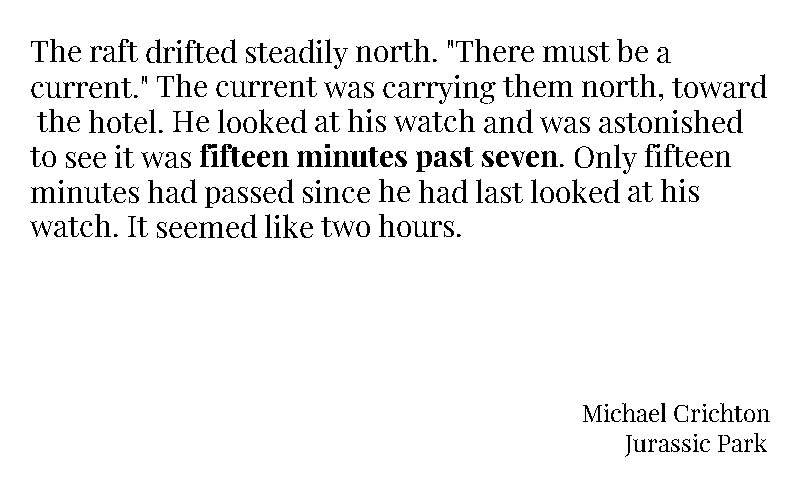 The raft drifted steadily north. "There must be a
current." The current was carrying them north, toward
the hotel. He looked at his watch and was astonished
to see it was fifteen minutes past seven. Only fifteen
minutes had passed since he had last looked at his
watch. It seemed like two hours.
Michael Crichton
Jurassic Park